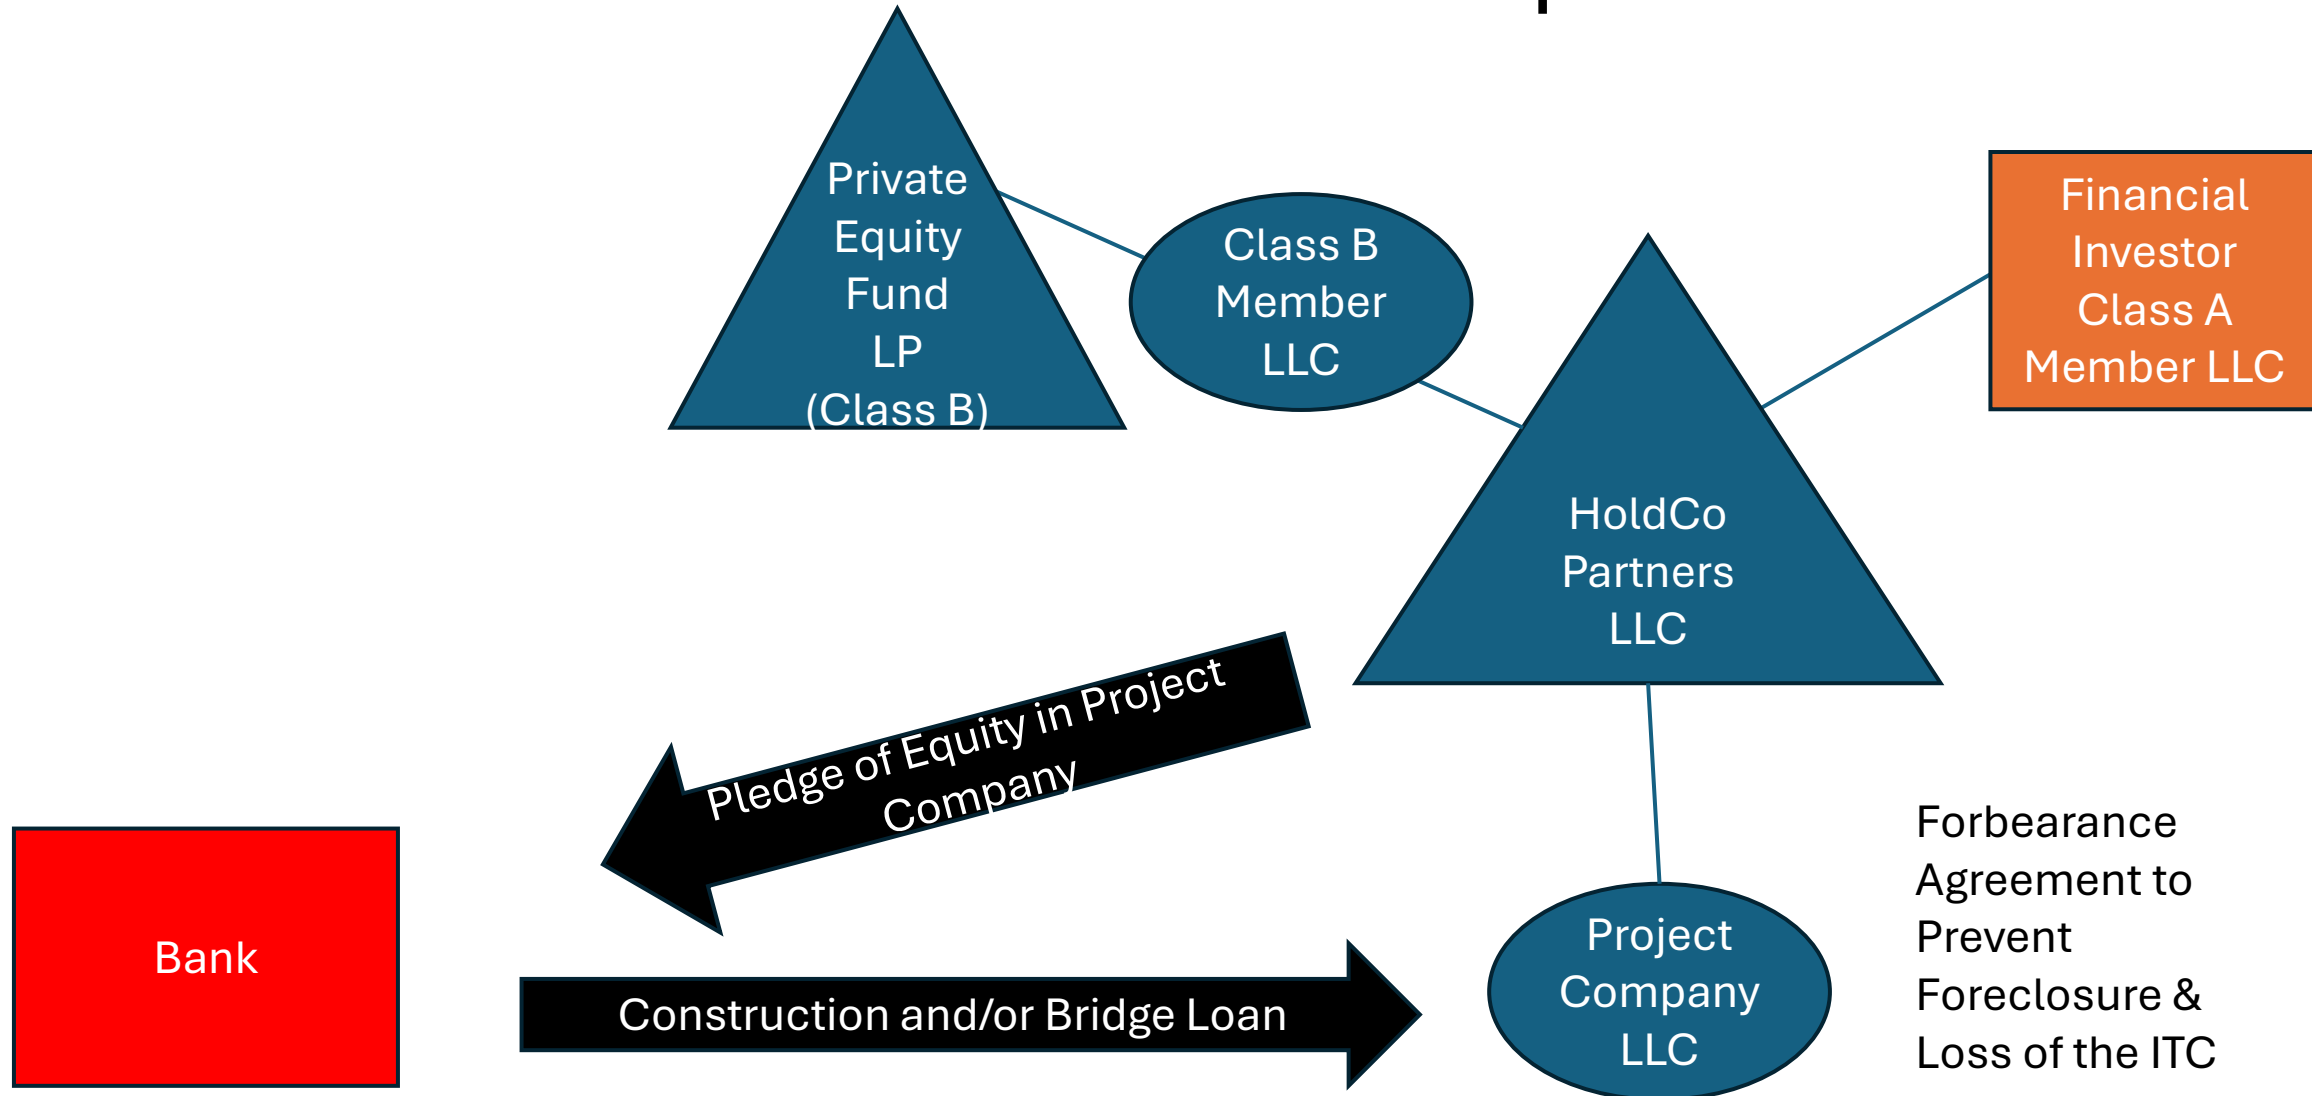 Private
Equity
Fund
LP
(Class B)
Class B
Member
LLC
Financial
Investor
Class A
Member LLC
HoldCo
Partners
LLC
Pledge of Equity in Project
Company
Bank
Construction and/or Bridge Loan
Project
Company
LLC
Forbearance
Agreement to
Prevent
Foreclosure &
Loss of the ITC